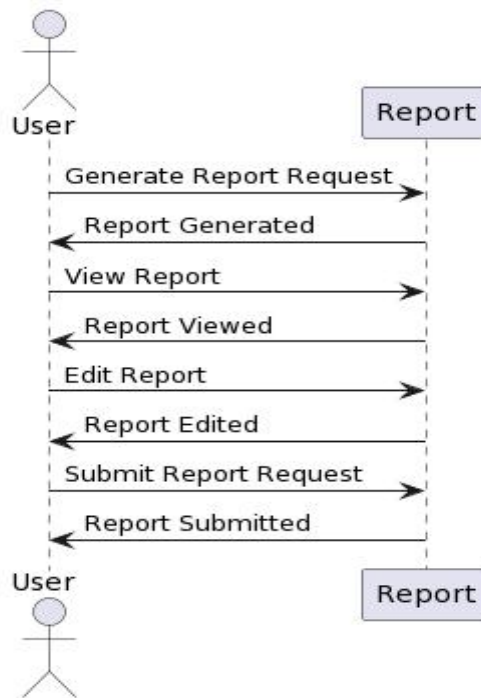 User
Report
Generate Report Request
Report Generated
View Report
Report Viewed
Edit Report
Report Edited
Submit Report Request
Report Submitted
User
Report